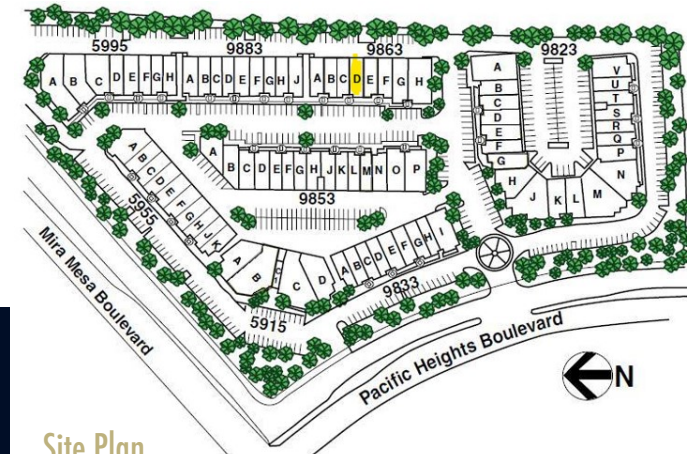 5995 9883 9863 9823
A B C D E F G H A B C D E F G H J A B C D E F G H
A B C D E F G H J K L M N P Q R S T U V
A B C D E F G H J K L M N O P
9853
A B C D E F G H J K
5955
A B C D
5915
A B C D E F G H I
9833
Mira Mesa Boulevard
Pacific Heights Boulevard
N
Site Plan